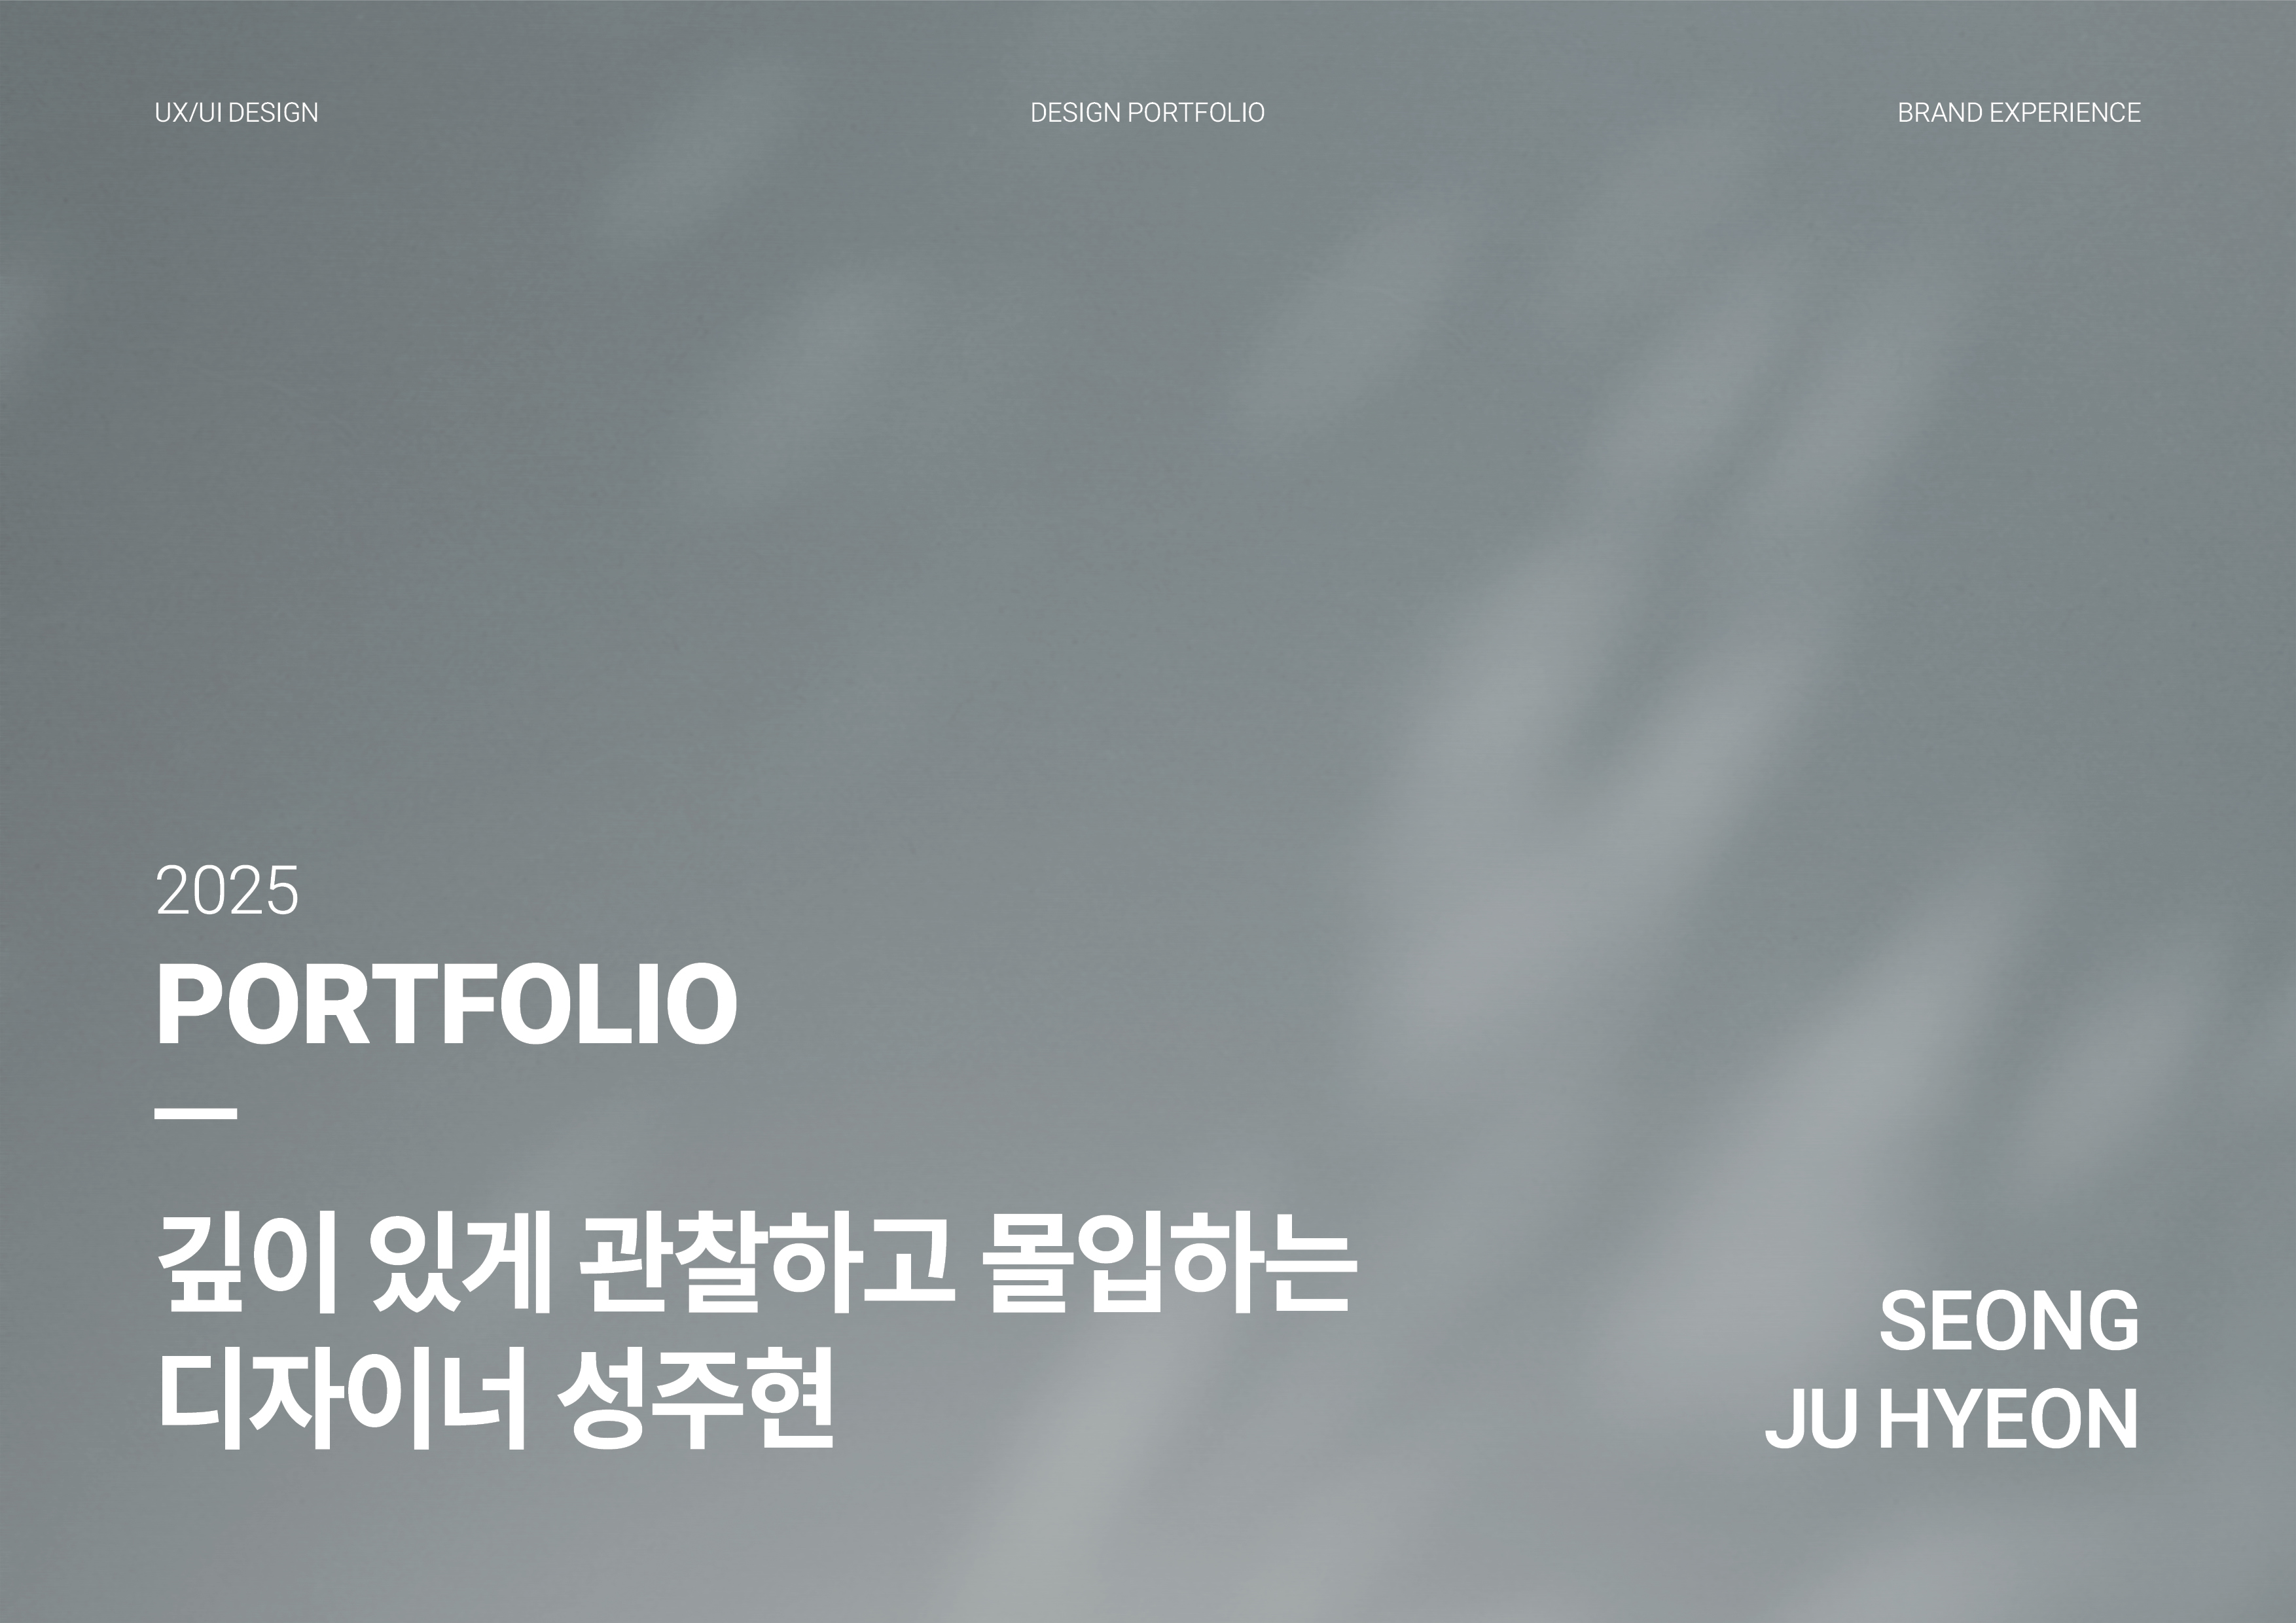 UX/UI DESIGN
DESIGN PORTFOLIO
BRAND EXPERIENCE
2025
PORTFOLIO
깊이 있게 관찰하고 몰입하는
디자이너 성주현
SEONG
JU HYEON